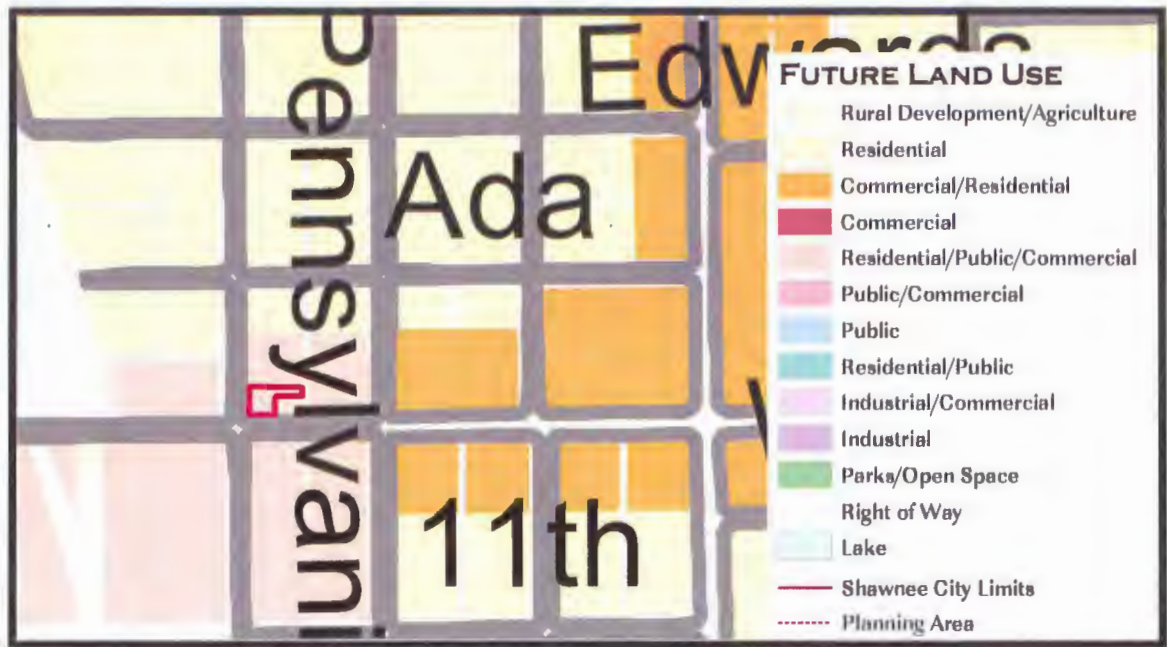 Pennsylvani
Edwards
Ada
11th
FUTURE LAND USE
Rural Development/Agriculture
Residential
Commercial/Residential
Commercial
Residential/Public/Commercial
Public/Commercial
Public
Residential/Public
Industrial/Commercial
Industrial
Parks/Open Space
Right of Way
Lake
Shawnee City Limits
Planning Area